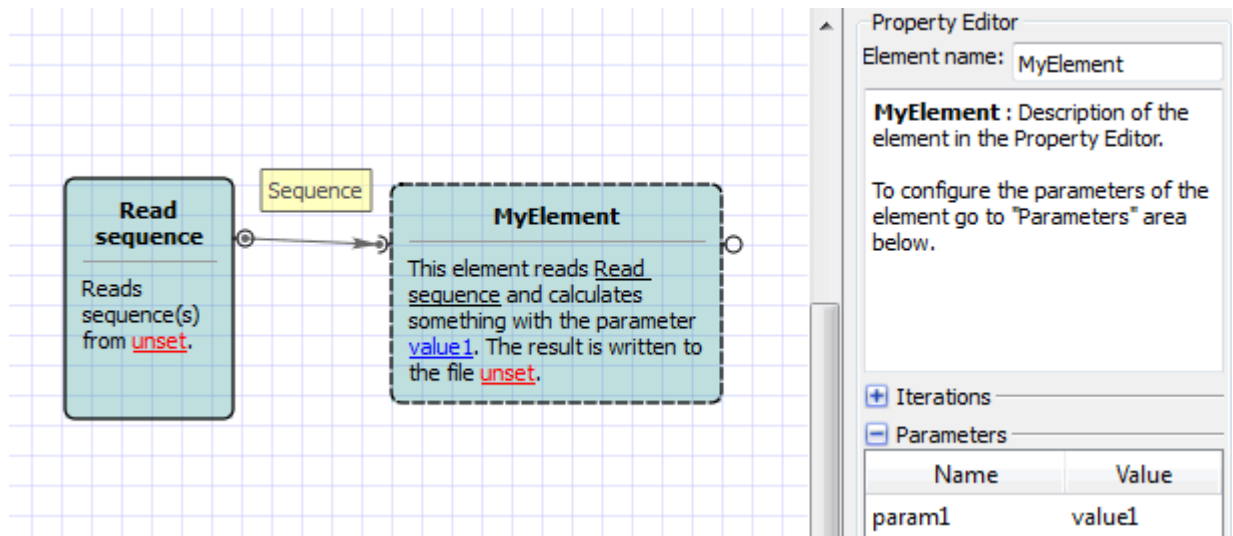 Read
sequence
Reads
sequence(s)
from unset.
Sequence
MyElement
This element reads Read
sequence and calculates
something with the parameter
value1. The result is written to
the file unset.
Property Editor
Element name: MyElement
MyElement : Description of the
element in the Property Editor.
To configure the parameters of the
element go to "Parameters" area
below.
Iterations
Parameters
Name Value
param1 value1